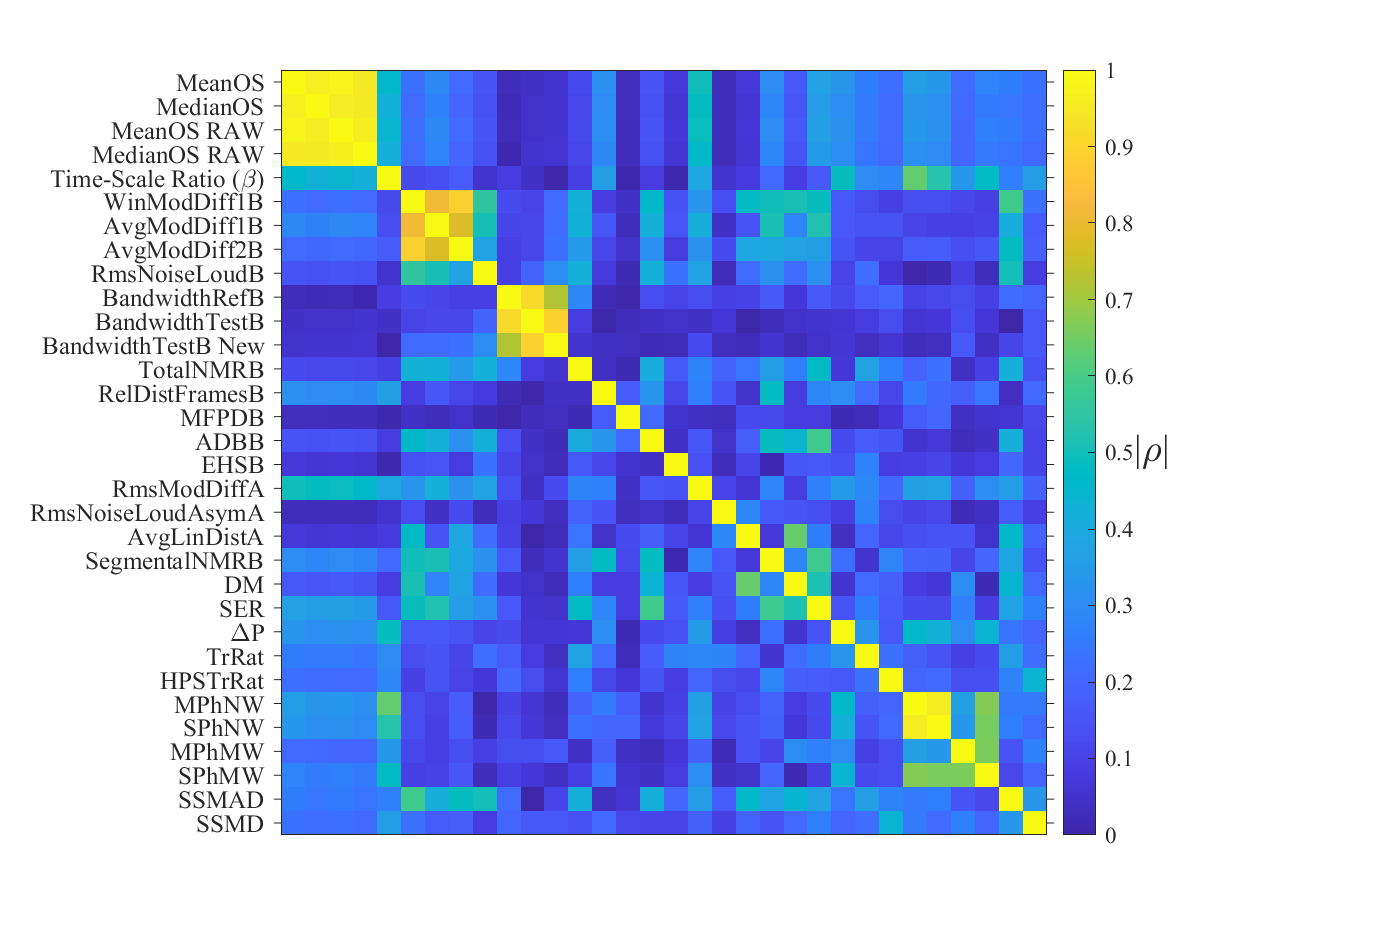 MeanOS
MedianOS
MeanOS RAW
MedianOS RAW
Time-Scale Ratio (β)
WinModDiff1B
AvgModDiff1B
AvgModDiff2B
RmsNoiseLoudB
BandwidthRefB
BandwidthTestB
BandwidthTestB New
TotalNMRB
RelDistFramesB
MFPDB
ADBB
EHSB
RmsModDiffA
RmsNoiseLoudAsymA
AvgLinDistA
SegmentalNMRB
DM
SER
ΔP
TrRat
HPSTrRat
MPhNW
SPhNW
MPhMW
SPhMW
SSMAD
SSMD
1
0.9
0.8
0.7
0.6
0.5
0.4
0.3
0.2
0.1
0
|ρ|